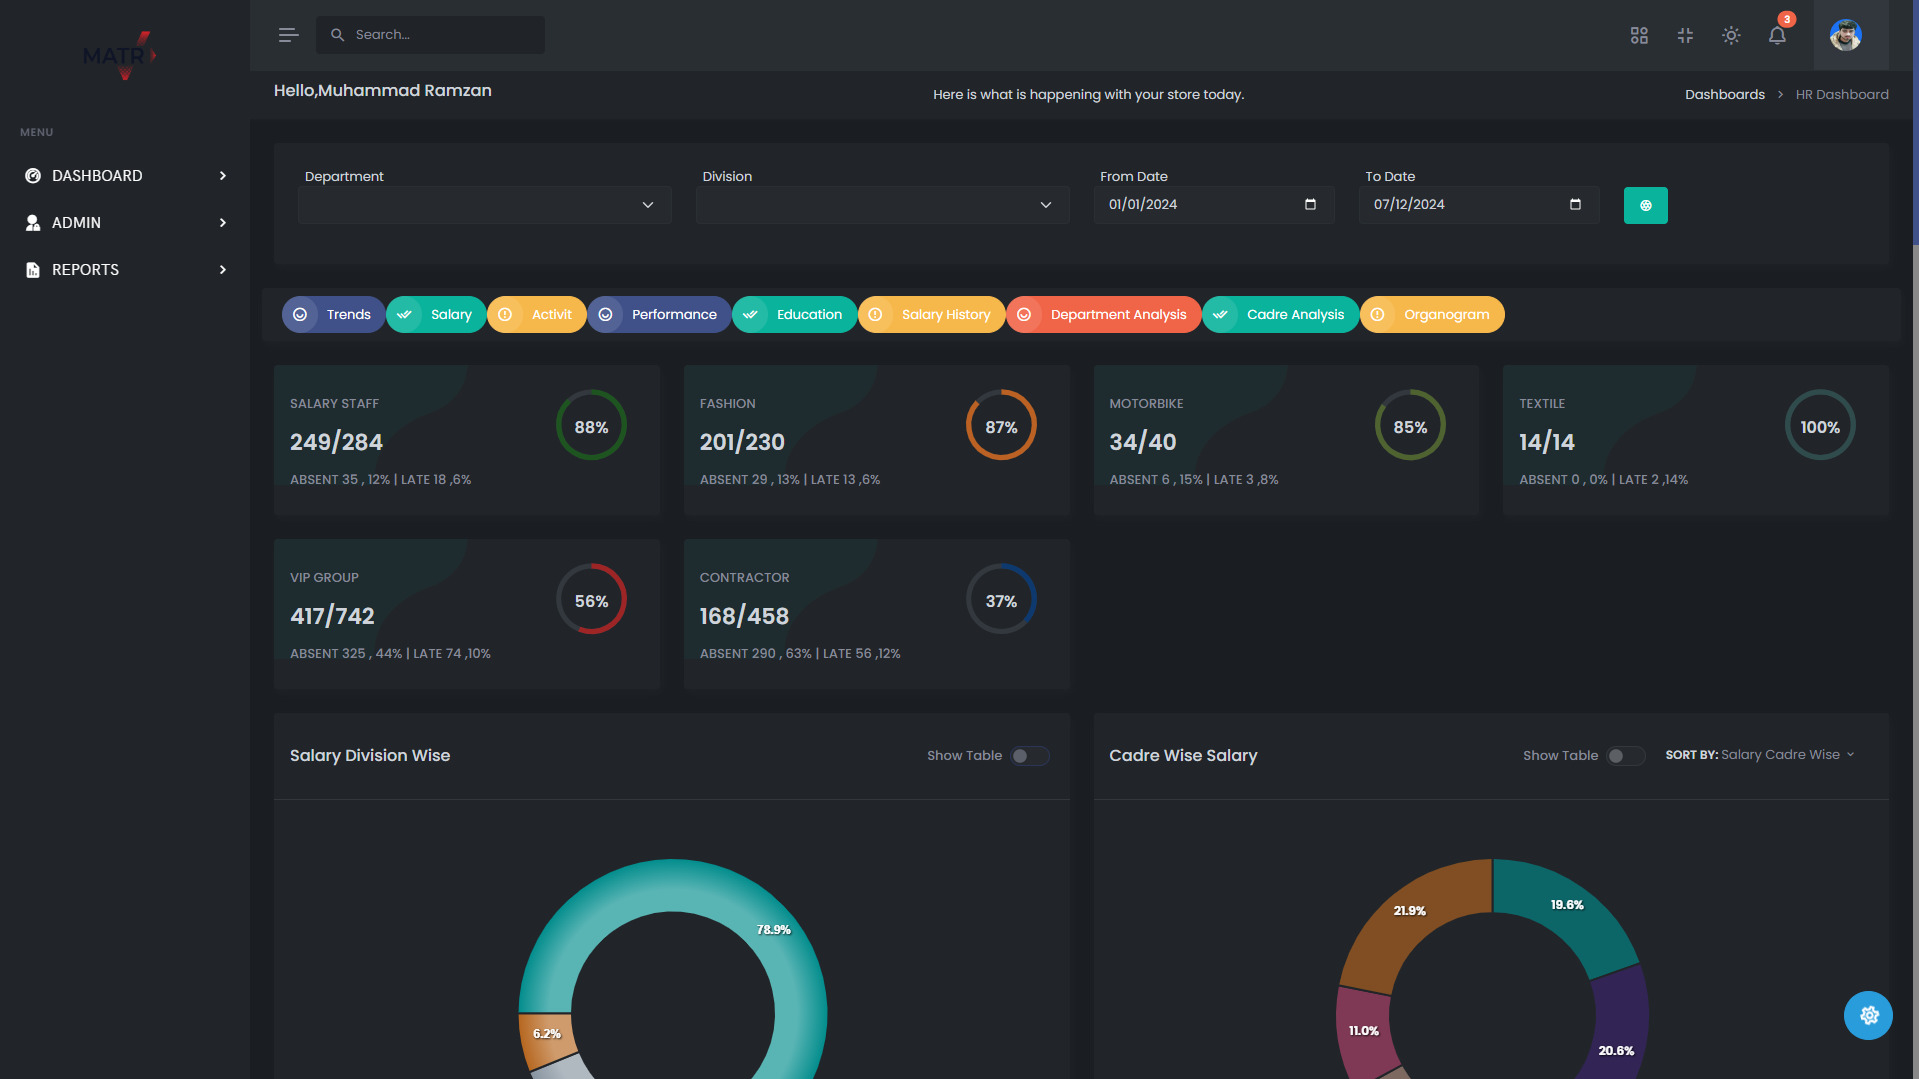 MATR
Search...
3
Hello,Muhammad Ramzan
Here is what is happening with your store today.
Dashboards > HR Dashboard
MENU
DASHBOARD
ADMIN
REPORTS
Department
Division
From Date
To Date
01/01/2024
07/12/2024
Trends
Salary
Activit
Performance
Education
Salary History
Department Analysis
Cadre Analysis
Organogram
SALARY STAFF
249/284
88%
ABSENT 35 , 12% | LATE 18 ,6%
FASHION
201/230
87%
ABSENT 29 , 13% | LATE 13 ,6%
MOTORBIKE
34/40
85%
ABSENT 6 , 15% | LATE 3 ,8%
TEXTILE
14/14
100%
ABSENT 0 , 0% | LATE 2 ,14%
VIP GROUP
417/742
56%
ABSENT 325 , 44% | LATE 74 ,10%
CONTRACTOR
168/458
37%
ABSENT 290 , 63% | LATE 56 ,12%
Salary Division Wise
Show Table
78.9%
6.2%
Cadre Wise Salary
Show Table
SORT BY: Salary Cadre Wise
21.9%
19.6%
11.0%
20.6%